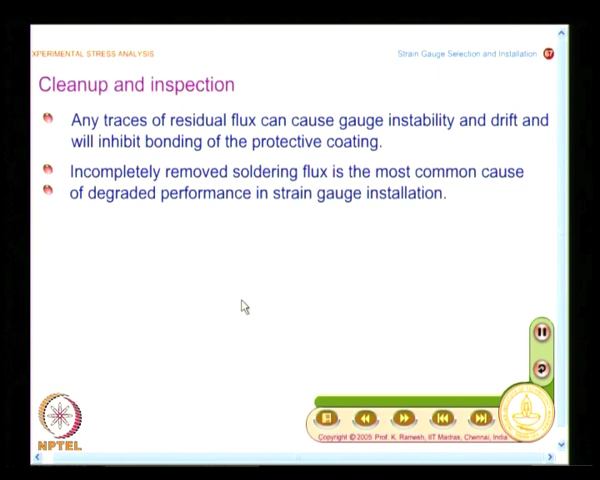 XPERIMENTAL STRESS ANALYSIS
Strain Gauge Selection and Installation 67
Cleanup and inspection
Any traces of residual flux can cause gauge instability and drift and
will inhibit bonding of the protective coating.
Incompletely removed soldering flux is the most common cause
of degraded performance in strain gauge installation.
NPTEL
Copyright © 2005 Prof. K. Ramesh, IIT Madras, Chennai, India